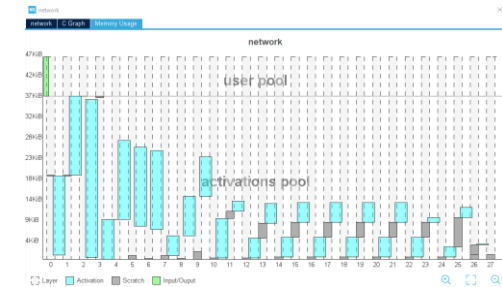 network
network C Graph Memory Usage
network
47KiB
42KiB
user pool
37KiB
32KiB
28KiB
23KiB
activations pool
18KiB
14KiB
9KiB
4KiB
0 1 2 3 4 5 6 7 8 9 10 11 12 13 14 15 16 17 18 19 20 21 22 23 24 25 26 27
Layer Activation Scratch Input/Ouput